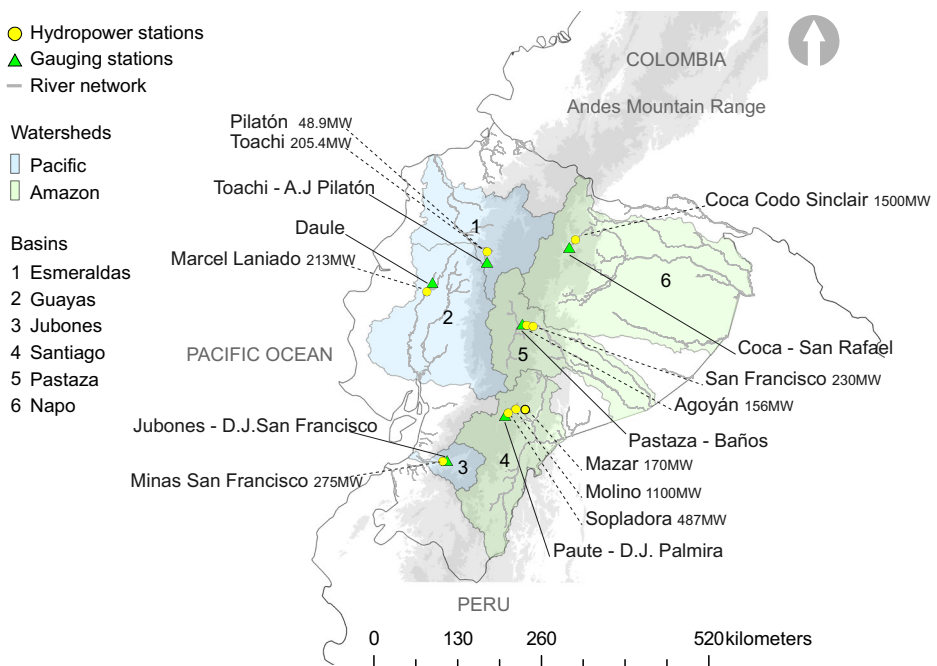 Hydropower stations
Gauging stations
River network
Watersheds
Pacific
Amazon
Basins
1 Esmeraldas
2 Guayas
3 Jubones
4 Santiago
5 Pastaza
6 Napo
COLOMBIA
Andes Mountain Range
Pilatón 48.9MW
Toachi 205.4MW
Toachi - A.J Pilatón
Daule
Marcel Laniado 213MW
PACIFIC OCEAN
Jubones - D.J.San Francisco
Minas San Francisco 275MW
1
2
3
4
5
6
Coca Codo Sinclair 1500MW
Coca - San Rafael
San Francisco 230MW
Agoyán 156MW
Pastaza - Baños
Mazar 170MW
Molino 1100MW
Sopladora 487MW
Paute - D.J. Palmira
PERU
0 130 260 520kilometers